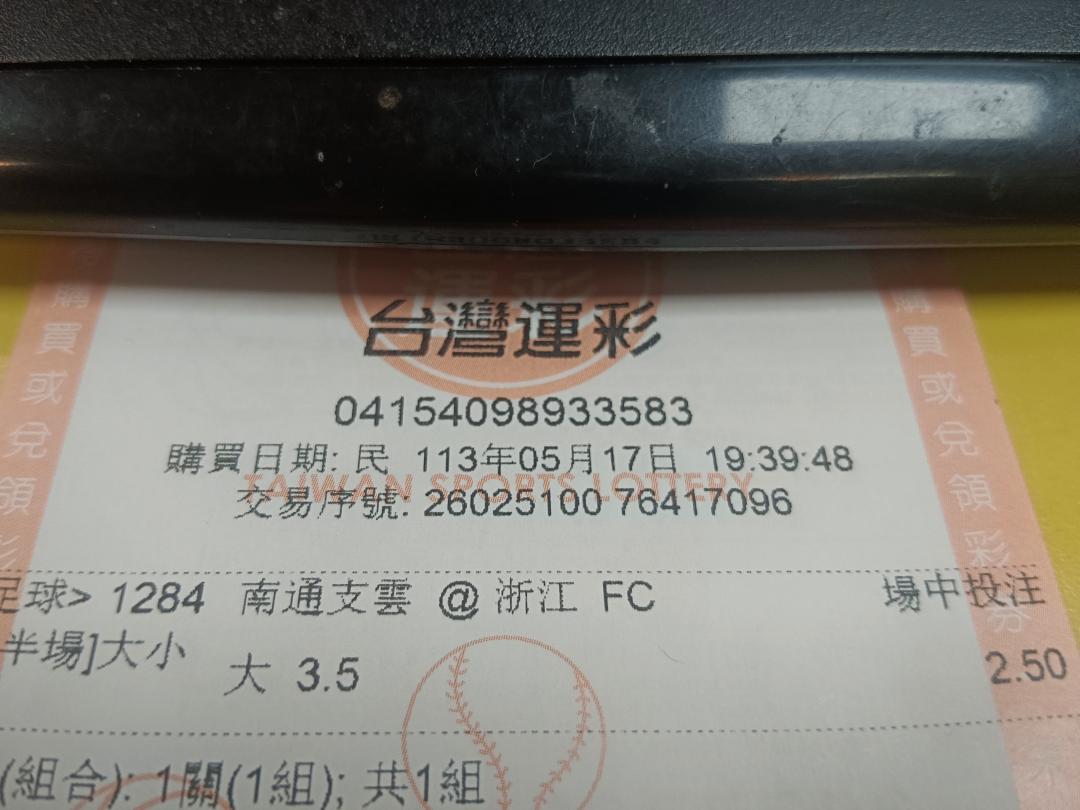 台灣運彩
04154098933583
購買日期: 民 113年05月17日 19:39:48
TAIWAN SPORTS LOTTERY
交易序號: 26025100 76417096
足球> 1284 南通支雲 @ 浙江 FC 場中投注
半場]大小
大 3.5 2.50
(組合): 1關(1組); 共1組
購買或兌領彩
購買或兌領彩券